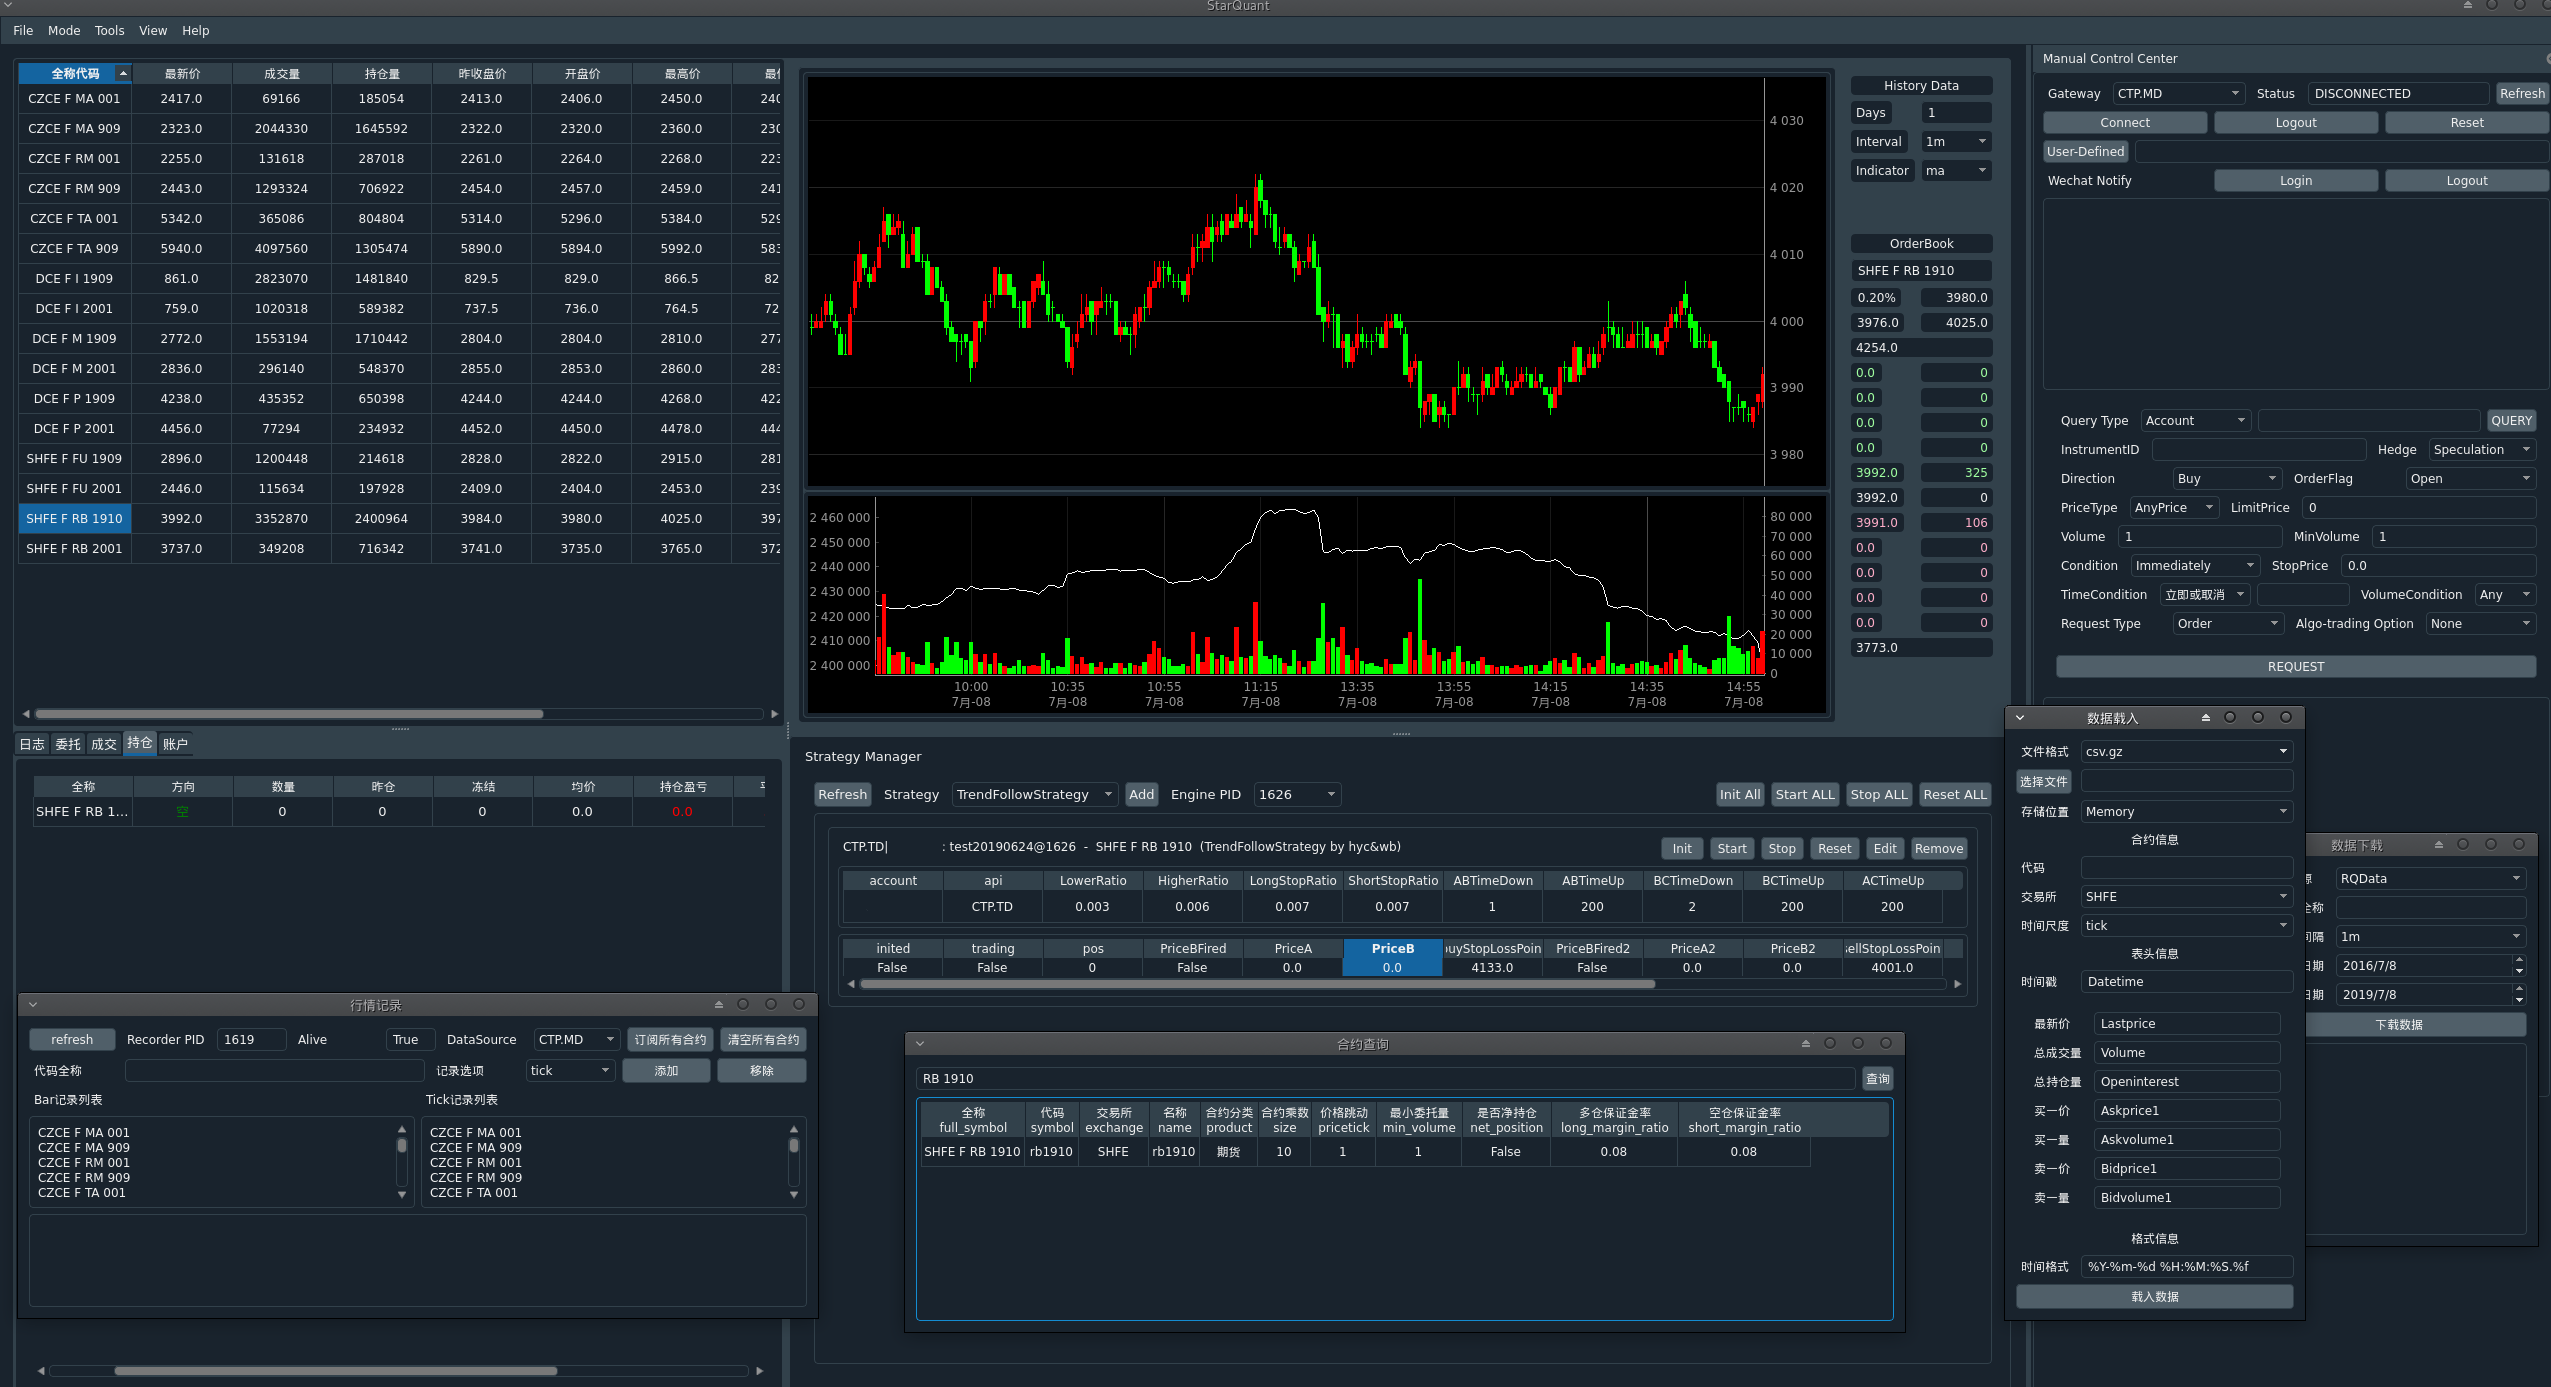 StarQuant
File Mode Tools View Help
全称代码 最新价 成交量 持仓量 昨收盘价 开盘价 最高价
CZCE F MA 001 2417.0 69166 185054 2413.0 2406.0 2450.0
CZCE F MA 909 2323.0 2044330 1645592 2322.0 2320.0 2360.0
CZCE F RM 001 2255.0 131618 287018 2261.0 2264.0 2268.0
CZCE F RM 909 2443.0 1293324 706922 2454.0 2457.0 2459.0
CZCE F TA 001 5342.0 365086 804804 5314.0 5296.0 5384.0
CZCE F TA 909 5940.0 4097560 1305474 5890.0 5894.0 5992.0
DCE F I 1909 861.0 2823070 1481840 829.5 829.0 866.5
DCE F I 2001 759.0 1020318 589382 737.5 736.0 764.5
DCE F M 1909 2772.0 1553194 1710442 2804.0 2804.0 2810.0
DCE F M 2001 2836.0 296140 548370 2855.0 2853.0 2860.0
DCE F P 1909 4238.0 435352 650398 4244.0 4244.0 4268.0
DCE F P 2001 4456.0 77294 234932 4452.0 4450.0 4478.0
SHFE F FU 1909 2896.0 1200448 214618 2828.0 2822.0 2915.0
SHFE F FU 2001 2446.0 115634 197928 2409.0 2404.0 2453.0
SHFE F RB 1910 3992.0 3352870 2400964 3984.0 3980.0 4025.0
SHFE F RB 2001 3737.0 349208 716342 3741.0 3735.0 3765.0
4 030
4 020
4 010
4 000
3 990
3 980
2 460 000
2 450 000
2 440 000
2 430 000
2 420 000
2 410 000
2 400 000
80 000
70 000
60 000
50 000
40 000
30 000
20 000
10 000
0
10:00 10:35 10:55 11:15 13:35 13:55 14:15 14:35 14:55
7月-08 7月-08 7月-08 7月-08 7月-08 7月-08 7月-08 7月-08 7月-08
History Data
Days 1
Interval 1m
Indicator ma
OrderBook
SHFE F RB 1910
0.20% 3980.0
3976.0 4025.0
4254.0
0.0 0
0.0 0
0.0 0
0.0 0
3992.0 325
3992.0 0
3991.0 106
0.0 0
0.0 0
0.0 0
0.0 0
3773.0
Manual Control Center
Gateway CTP.MD Status DISCONNECTED Refresh
Connect Logout Reset
User-Defined
Wechat Notify Login Logout
Query Type Account QUERY
InstrumentID Hedge Speculation
Direction Buy OrderFlag Open
PriceType AnyPrice LimitPrice 0
Volume 1 MinVolume 1
Condition Immediately StopPrice 0.0
TimeCondition 立即或取消 VolumeCondition Any
Request Type Order Algo-trading Option None
REQUEST
日志 委托 成交 持仓 账户
全称 方向 数量 昨仓 冻结 均价 持仓盈亏
SHFE F RB 1... 空 0 0 0 0.0 0.0
Strategy Manager
Refresh Strategy TrendFollowStrategy Add Engine PID 1626 Init All Start ALL Stop ALL Reset ALL
CTP.TD| : test20190624@1626 - SHFE F RB 1910 (TrendFollowStrategy by hyc&wb) Init Start Stop Reset Edit Remove
account api LowerRatio HigherRatio LongStopRatio ShortStopRatio ABTimeDown ABTimeUp BCTimeDown BCTimeUp ACTimeUp
CTP.TD 0.003 0.006 0.007 0.007 1 200 2 200 200
inited trading pos PriceBFired PriceA PriceB buyStopLossPoin PriceBFired2 PriceA2 PriceB2 sellStopLossPoin
False False 0 False 0.0 0.0 4133.0 False 0.0 0.0 4001.0
行情记录
refresh Recorder PID 1619 Alive True DataSource CTP.MD 订阅所有合约 清空所有合约
代码全称 记录选项 tick 添加 移除
Bar记录列表 Tick记录列表
CZCE F MA 001 CZCE F MA 001
CZCE F MA 909 CZCE F MA 909
CZCE F RM 001 CZCE F RM 001
CZCE F RM 909 CZCE F RM 909
CZCE F TA 001 CZCE F TA 001
合约查询
RB 1910 查询
全称 代码 交易所 名称 合约分类 合约乘数 价格跳动 最小委托量 是否净持仓 多仓保证金率 空仓保证金率
full_symbol symbol exchange name product size pricetick min_volume net_position long_margin_ratio short_margin_ratio
SHFE F RB 1910 rb1910 SHFE rb1910 期货 10 1 1 False 0.08 0.08
数据载入
文件格式 csv.gz
选择文件
存储位置 Memory
合约信息
代码
交易所 SHFE
时间尺度 tick
表头信息
时间戳 Datetime
最新价 Lastprice
总成交量 Volume
总持仓量 Openinterest
买一价 Askprice1
买一量 Askvolume1
卖一价 Bidprice1
卖一量 Bidvolume1
格式信息
时间格式 %Y-%m-%d %H:%M:%S.%f
载入数据
数据下载
源 RQData
全称
间隔 1m
日期 2016/7/8
日期 2019/7/8
下载数据